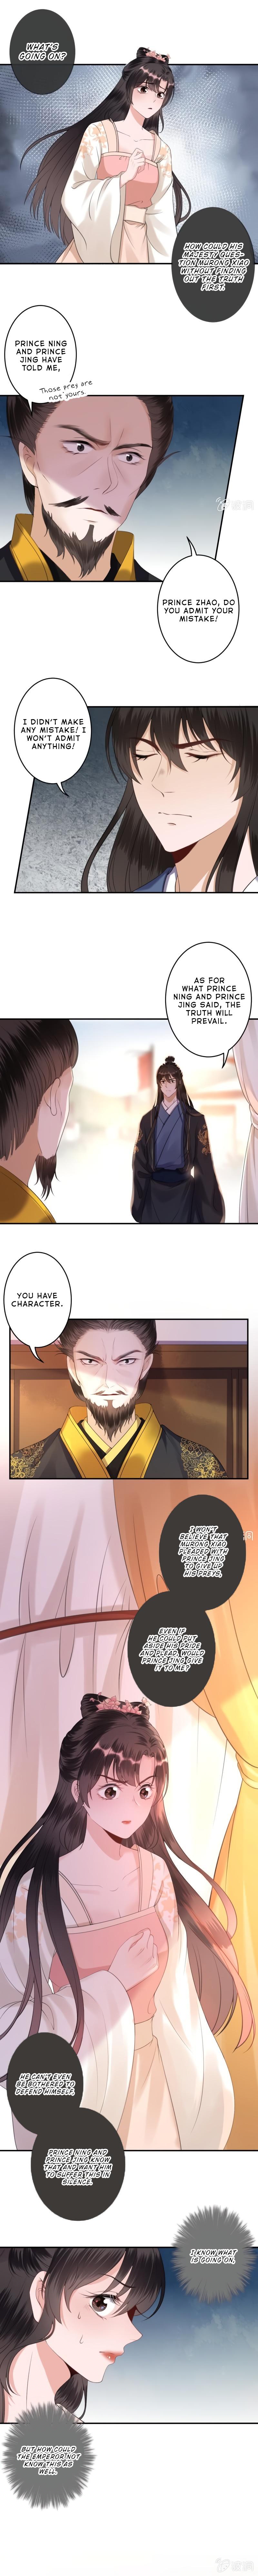 WHAT'S
GOING ON?
HOW COULD HIS
MAJESTY QUES-
TION MURONG XIAO
WITHOUT FINDING
OUT THE TRUTH
FIRST.
PRINCE NING
AND PRINCE
JING HAVE
TOLD ME,
Those prey are
not yours.
PRINCE ZHAO, DO
YOU ADMIT YOUR
MISTAKE!
I DIDN'T MAKE
ANY MISTAKE! I
WON'T ADMIT
ANYTHING!
AS FOR
WHAT PRINCE
NING AND PRINCE
JING SAID, THE
TRUTH WILL
PREVAIL.
YOU HAVE
CHARACTER.
I WON'T
BELIEVE THAT
MURONG XIAO
PLEADED WITH
PRINCE JING
TO GIVE UP
HIS PREYS,
EVEN IF
HE COULD PUT
ASIDE HIS PRIDE
AND PLEAD, WOULD
PRINCE JING GIVE
IT TO ME?
HE CAN'T EVEN
BE BOTHERED TO
DEFEND HIMSELF,
PRINCE NING AND
PRINCE JING KNOW
THAT AND WANT HIM
TO SUFFER THIS IN
SILENCE.
I KNOW WHAT
IS GOING ON,
BUT HOW COULD
THE EMPEROR NOT
KNOW THIS AS
WELL.